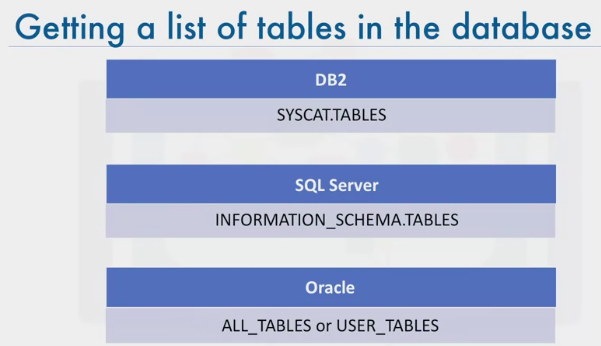 Getting a list of tables in the database
DB2
SYSCAT.TABLES
SQL Server
INFORMATION_SCHEMA.TABLES
Oracle
ALL_TABLES or USER_TABLES